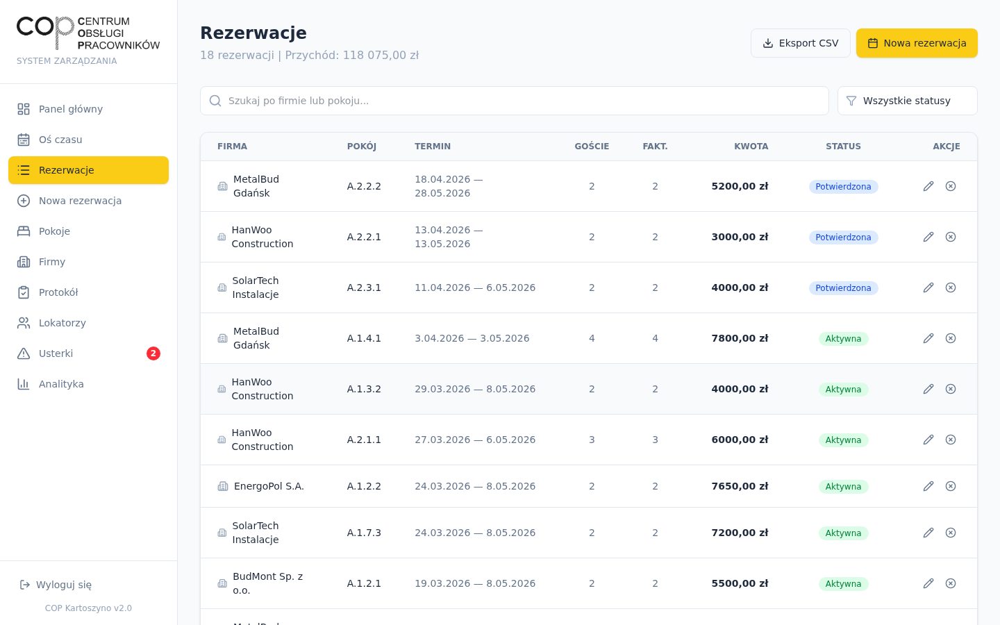 COP CENTRUM
OBSŁUGI
PRACOWNIKÓW
SYSTEM ZARZĄDZANIA
Panel główny
Oś czasu
Rezerwacje
Nowa rezerwacja
Pokoje
Firmy
Protokół
Lokatorzy
Usterki 2
Analityka
Wyloguj się
COP Kartoszyno v2.0
Rezerwacje
18 rezerwacji | Przychód: 118 075,00 zł
Eksport CSV
Nowa rezerwacja
Szukaj po firmie lub pokoju...
Wszystkie statusy
FIRMA POKÓJ TERMIN GOŚCIE FAKT. KWOTA STATUS AKCJE
MetalBud
Gdańsk
A.2.2.2
18.04.2026 —
28.05.2026
2 2 5200,00 zł Potwierdzona
HanWoo
Construction
A.2.2.1
13.04.2026 —
13.05.2026
2 2 3000,00 zł Potwierdzona
SolarTech
Instalacje
A.2.3.1 11.04.2026 — 6.05.2026 2 2 4000,00 zł Potwierdzona
MetalBud
Gdańsk
A.1.4.1 3.04.2026 — 3.05.2026 4 4 7800,00 zł Aktywna
HanWoo
Construction
A.1.3.2 29.03.2026 — 8.05.2026 2 2 4000,00 zł Aktywna
HanWoo
Construction
A.2.1.1 27.03.2026 — 6.05.2026 3 3 6000,00 zł Aktywna
EnergoPol S.A. A.1.2.2 24.03.2026 — 8.05.2026 2 2 7650,00 zł Aktywna
SolarTech
Instalacje
A.1.7.3 24.03.2026 — 8.05.2026 2 2 7200,00 zł Aktywna
BudMont Sp. z
o.o.
A.1.2.1 19.03.2026 — 8.05.2026 2 2 5500,00 zł Aktywna